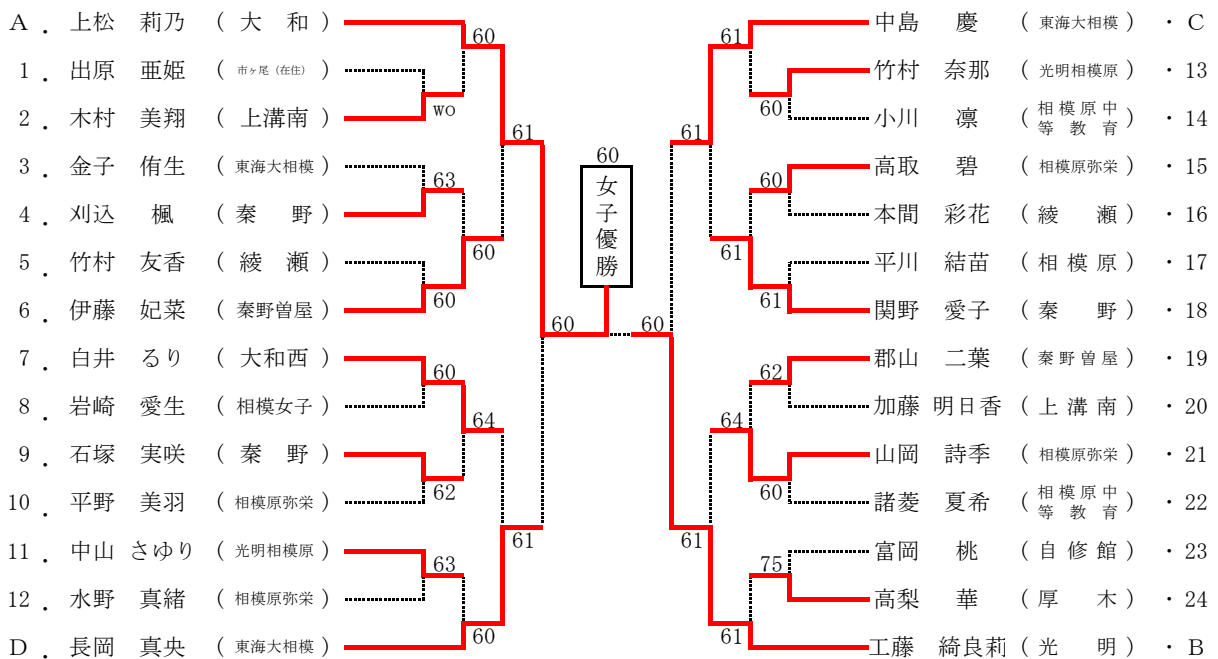 A . 上松 莉乃 ( 大 和 )
1 . 出原 亜姫 ( 市ヶ尾 (在住) )
2 . 木村 美翔 ( 上溝南 )
3 . 金子 侑生 ( 東海大相模 )
4 . 刈込 楓 ( 秦 野 )
5 . 竹村 友香 ( 綾 瀬 )
6 . 伊藤 妃菜 ( 秦野曽屋 )
7 . 白井 るり ( 大和西 )
8 . 岩崎 愛生 ( 相模女子 )
9 . 石塚 実咲 ( 秦 野 )
10 . 平野 美羽 ( 相模原弥栄 )
11 . 中山 さゆり ( 光明相模原 )
12 . 水野 真緒 ( 相模原弥栄 )
D . 長岡 真央 ( 東海大相模 )
60
wo
63
60
60
62
63
60
60
64
61
61
60
60
女子優勝
60
61
61
64
61
61
60
60
61
62
60
75
61
中島 慶 ( 東海大相模 ) ・ C
竹村 奈那 ( 光明相模原 ) ・ 13
小川 凛 ( 相模原中等教育 ) ・ 14
高取 碧 ( 相模原弥栄 ) ・ 15
本間 彩花 ( 綾 瀬 ) ・ 16
平川 結苗 ( 相模原 ) ・ 17
関野 愛子 ( 秦 野 ) ・ 18
郡山 二葉 ( 秦野曽屋 ) ・ 19
加藤 明日香 ( 上溝南 ) ・ 20
山岡 詩季 ( 相模原弥栄 ) ・ 21
諸菱 夏希 ( 相模原中等教育 ) ・ 22
富岡 桃 ( 自修館 ) ・ 23
高梨 華 ( 厚 木 ) ・ 24
工藤 綺良莉 ( 光 明 ) ・ B